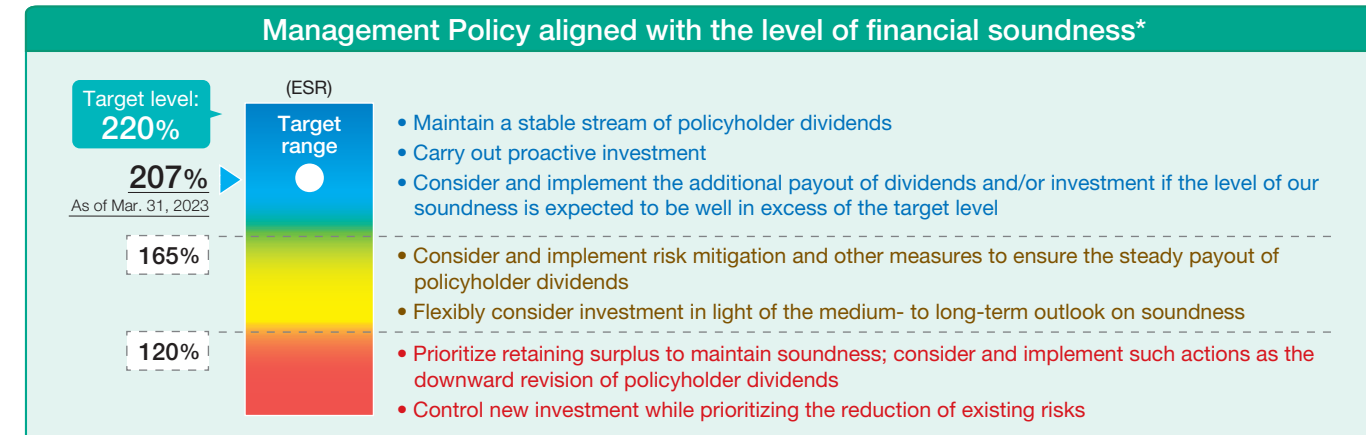 Management Policy aligned with the level of financial soundness*
(ESR)
Target level:
220%
Target
range
207%
As of Mar. 31, 2023
• Maintain a stable stream of policyholder dividends
• Carry out proactive investment
• Consider and implement the additional payout of dividends and/or investment if the level of our
soundness is expected to be well in excess of the target level
165%
• Consider and implement risk mitigation and other measures to ensure the steady payout of
policyholder dividends
• Flexibly consider investment in light of the medium- to long-term outlook on soundness
120%
• Prioritize retaining surplus to maintain soundness; consider and implement such actions as the
downward revision of policyholder dividends
• Control new investment while prioritizing the reduction of existing risks